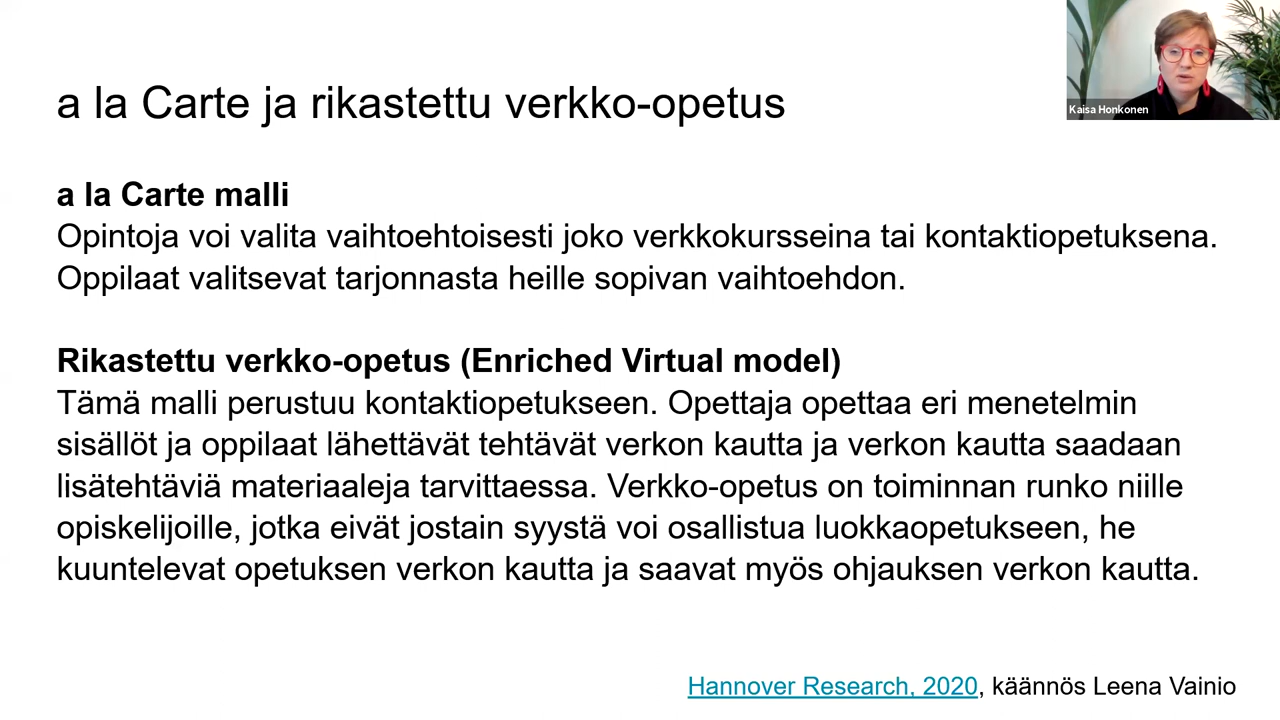 a la Carte ja rikastettu verkko-opetus
Kaisa Honkonen
a la Carte malli
Opintoja voi valita vaihtoehtoisesti joko verkkokursseina tai kontaktiopetuksena.
Oppilaat valitsevat tarjonnasta heille sopivan vaihtoehdon.
Rikastettu verkko-opetus (Enriched Virtual model)
Tämä malli perustuu kontaktiopetukseen. Opettaja opettaa eri menetelmin
sisällöt ja oppilaat lähettävät tehtävät verkon kautta ja verkon kautta saadaan
lisätehtäviä materiaaleja tarvittaessa. Verkko-opetus on toiminnan runko niille
opiskelijoille, jotka eivät jostain syystä voi osallistua luokkaopetukseen, he
kuuntelevat opetuksen verkon kautta ja saavat myös ohjauksen verkon kautta.
Hannover Research, 2020, käännös Leena Vainio